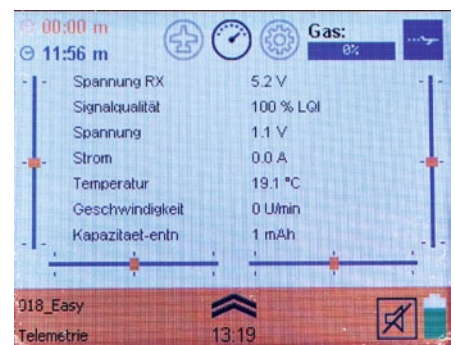 00:00 m
11:56 m
Gas:
0%
Spannung RX 5.2 V
Signalqualität 100 % LQI
Spannung 1.1 V
Strom 0.0 A
Temperatur 19.1 °C
Geschwindigkeit 0 U/min
Kapazitaet-entn 1 mAh
018_Easy
Telemetrie 13:19